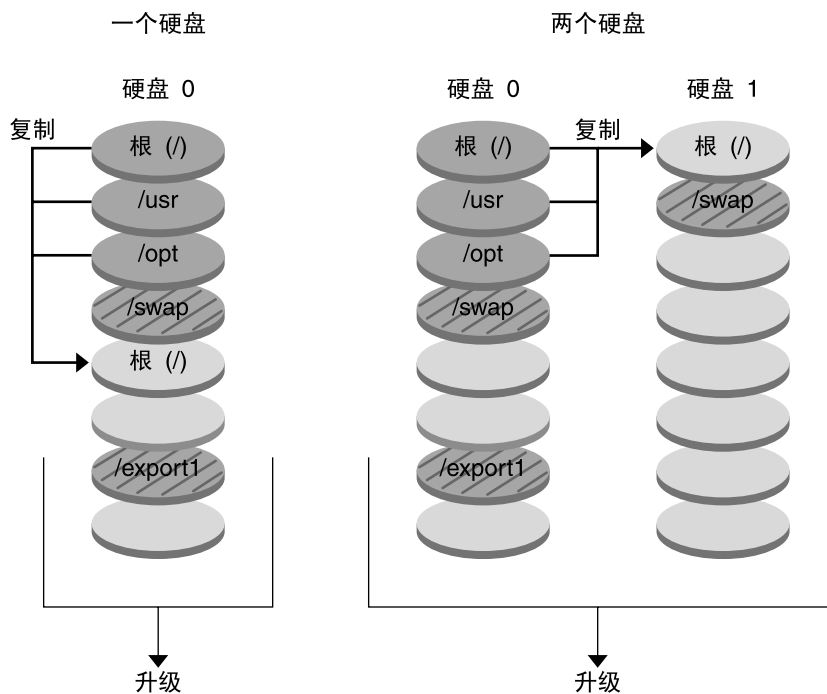 一个硬盘
两个硬盘
硬盘 0
硬盘 0
硬盘 1
复制
根 (/)
/usr
/opt
/swap
根 (/)
/export1
升级
复制
根 (/)
/usr
/opt
/swap
/export1
根 (/)
/swap
升级